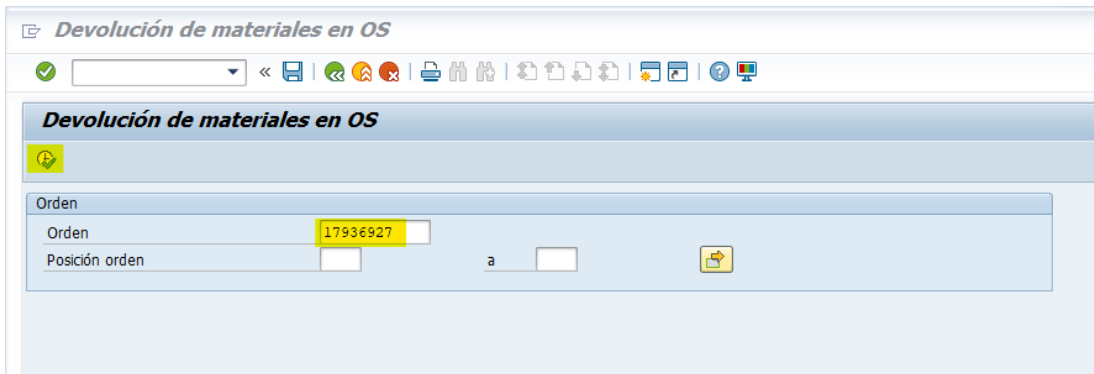 Devolución de materiales en OS
Devolución de materiales en OS
Orden
Orden 17936927
Posición orden a